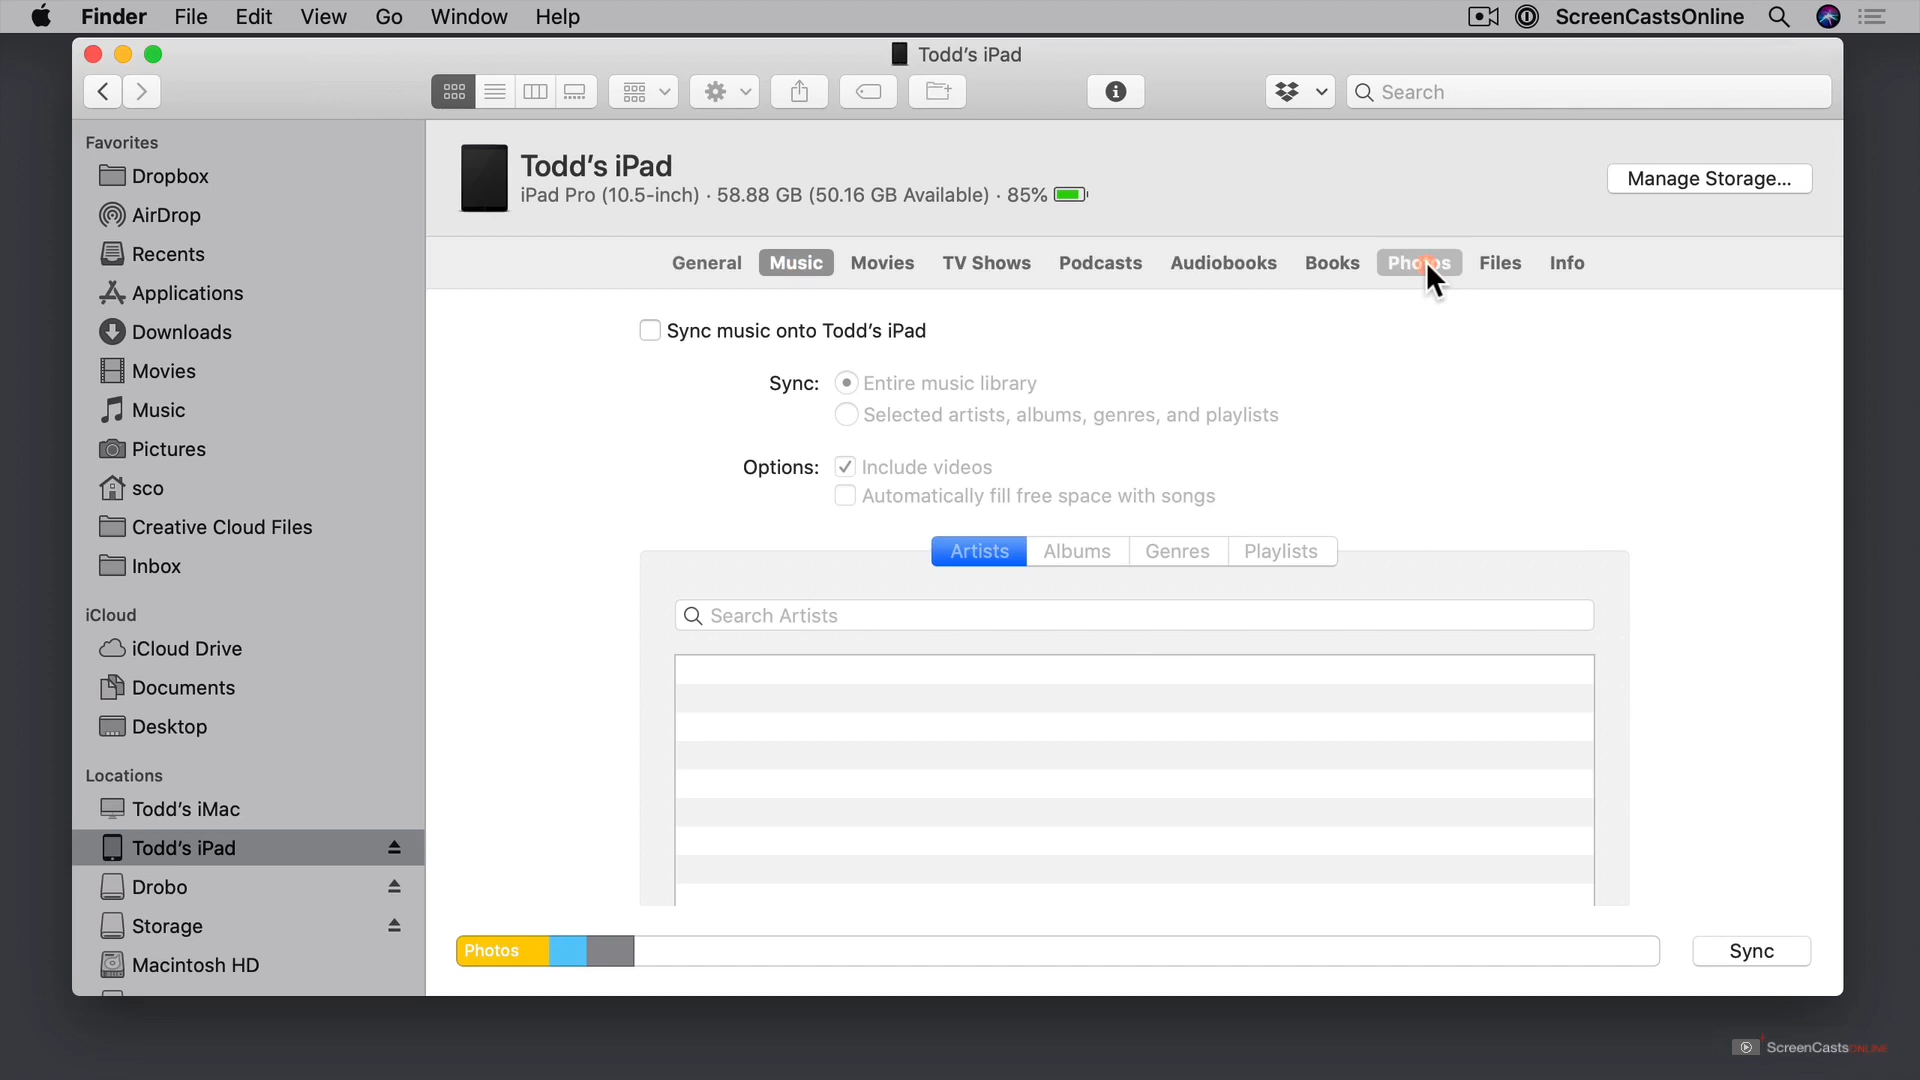 Finder File Edit View Go Window Help ScreenCastsOnline
Todd's iPad
Search
Favorites
Dropbox
AirDrop
Recents
Applications
Downloads
Movies
Music
Pictures
sco
Creative Cloud Files
Inbox
iCloud
iCloud Drive
Documents
Desktop
Locations
Todd's iMac
Todd's iPad
Drobo
Storage
Macintosh HD
Todd's iPad
iPad Pro (10.5-inch) · 58.88 GB (50.16 GB Available) · 85%
Manage Storage...
General Music Movies TV Shows Podcasts Audiobooks Books Photos Files Info
Sync music onto Todd's iPad
Sync: Entire music library
Selected artists, albums, genres, and playlists
Options: Include videos
Automatically fill free space with songs
Artists Albums Genres Playlists
Search Artists
Photos
Sync
ScreenCastsONLINE